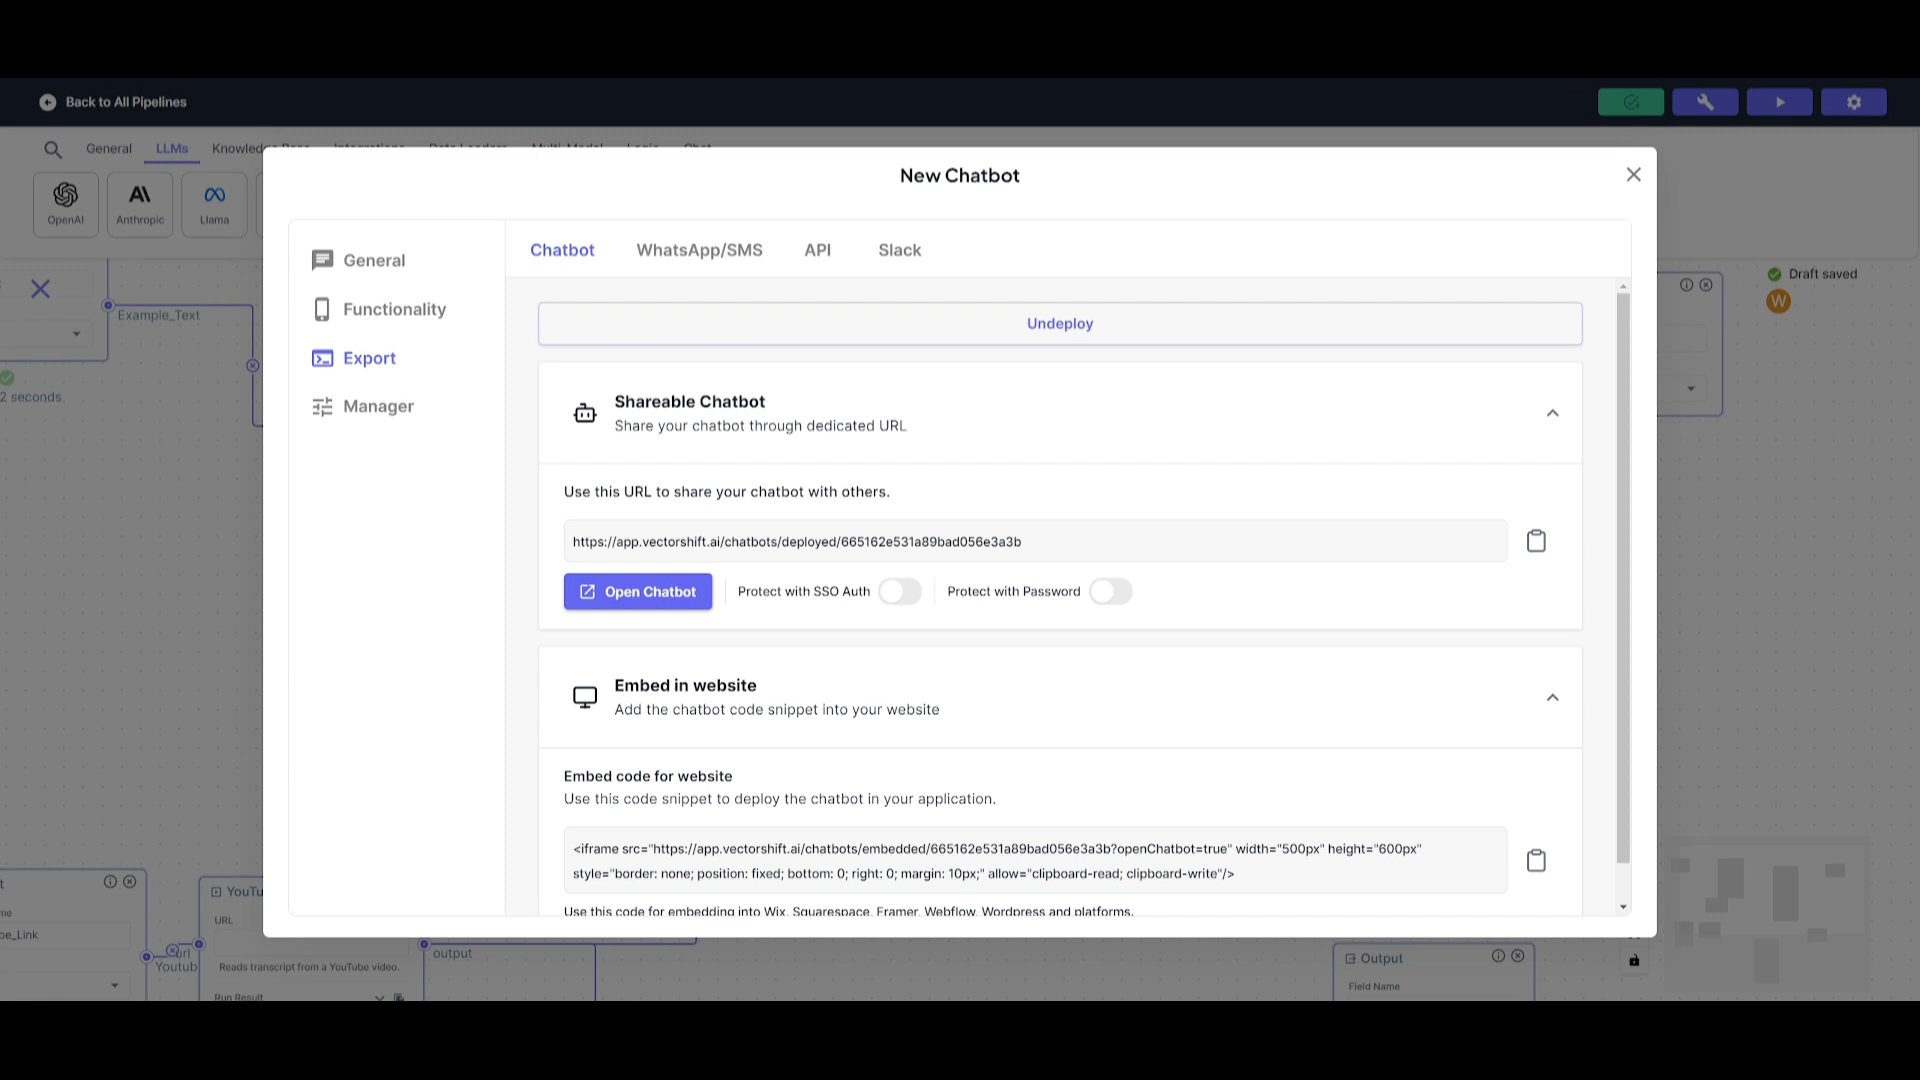 Back to All Pipelines
General
LLMs
OpenAI
Anthropic
Llama
Example_Text
2 seconds.
Draft saved
W
New Chatbot
General
Functionality
Export
Manager
Chatbot
WhatsApp/SMS
API
Slack
Undeploy
Shareable Chatbot
Share your chatbot through dedicated URL
Use this URL to share your chatbot with others.
https://app.vectorshift.ai/chatbots/deployed/665162e531a89bad056e3a3b
Open Chatbot
Protect with SSO Auth
Protect with Password
Embed in website
Add the chatbot code snippet into your website
Embed code for website
Use this code snippet to deploy the chatbot in your application.
<iframe src="https://app.vectorshift.ai/chatbots/embedded/665162e531a89bad056e3a3b?openChatbot=true" width="500px" height="600px"
style="border: none; position: fixed; bottom: 0; right: 0; margin: 10px;" allow="clipboard-read; clipboard-write"/>
Use this code for embedding into Wix, Squarespace, Framer, Webflow, Wordpress and platforms.
URL
url
Reads transcript from a YouTube video.
Run Result
output
Output
Field Name